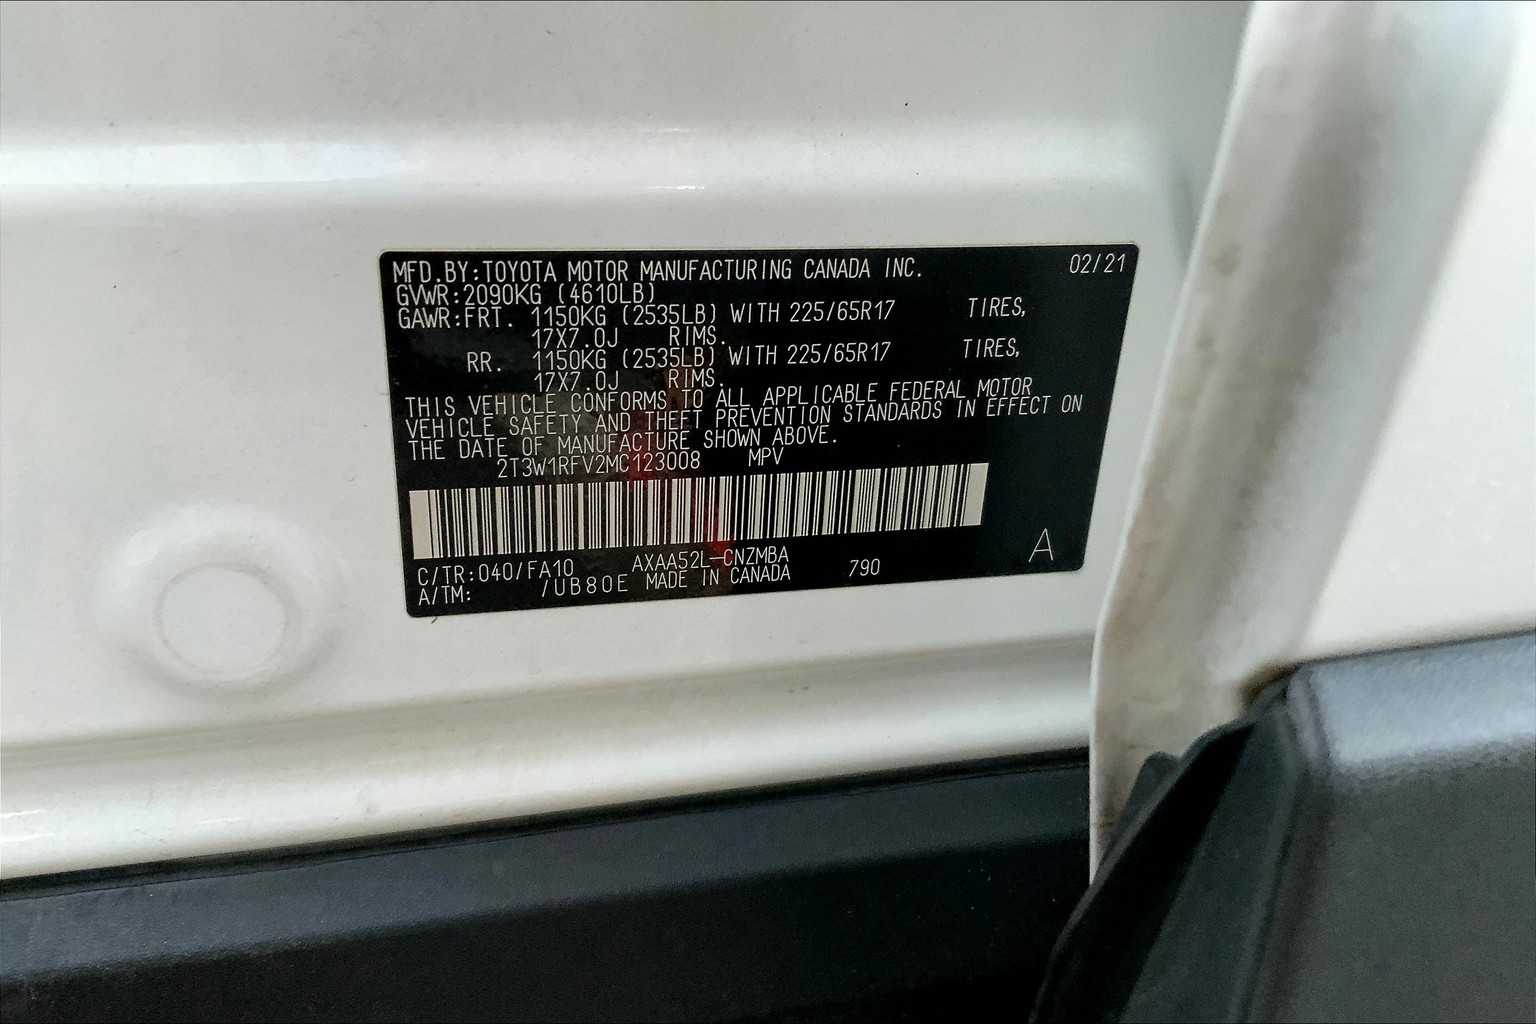 MFD.BY:TOYOTA MOTOR MANUFACTURING CANADA INC. 02/21
GVWR:2090KG (4610LB)
GAWR:FRT. 1150KG (2535LB) WITH 225/65R17 TIRES,
17X7.0J RIMS.
RR. 1150KG (2535LB) WITH 225/65R17 TIRES,
17X7.0J RIMS.
THIS VEHICLE CONFORMS TO ALL APPLICABLE FEDERAL MOTOR
VEHICLE SAFETY AND THEFT PREVENTION STANDARDS IN EFFECT ON
THE DATE OF MANUFACTURE SHOWN ABOVE.
2T3W1RFV2MC123008 MPV
A
C/TR:040/FA10 AXAA52L-CNZMBA 790
A/TM: /UB80E MADE IN CANADA